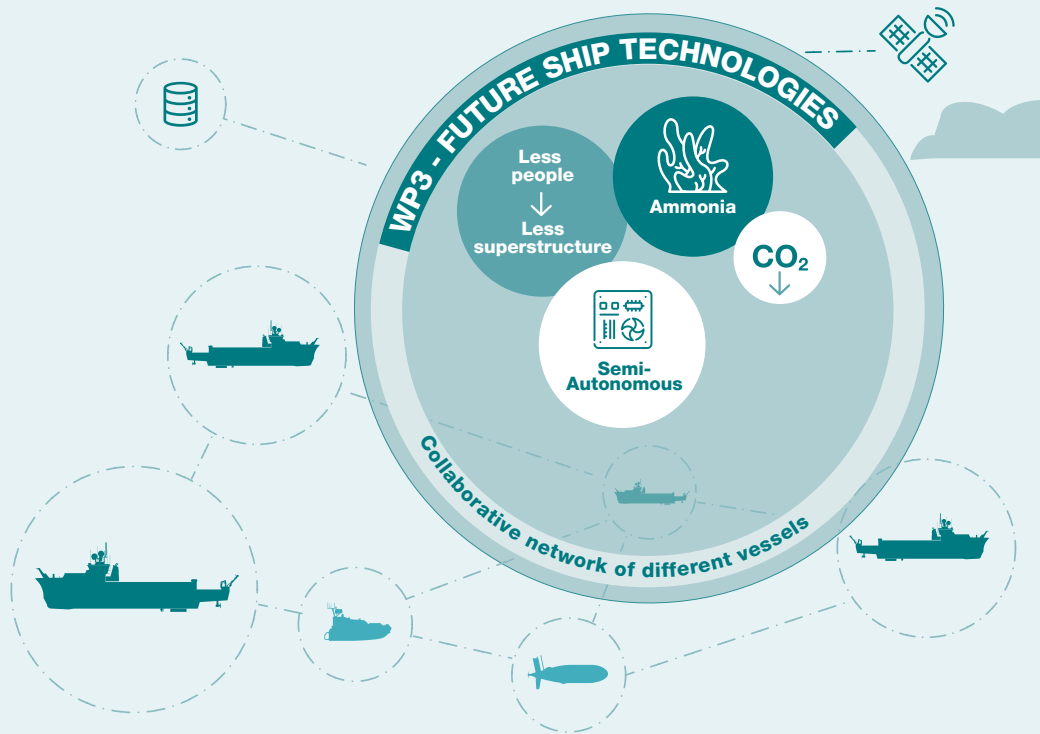 WP3 - FUTURE SHIP TECHNOLOGIES
Less
people
Less
superstructure
Ammonia
CO₂
Semi-
Autonomous
Collaborative network of different vessels